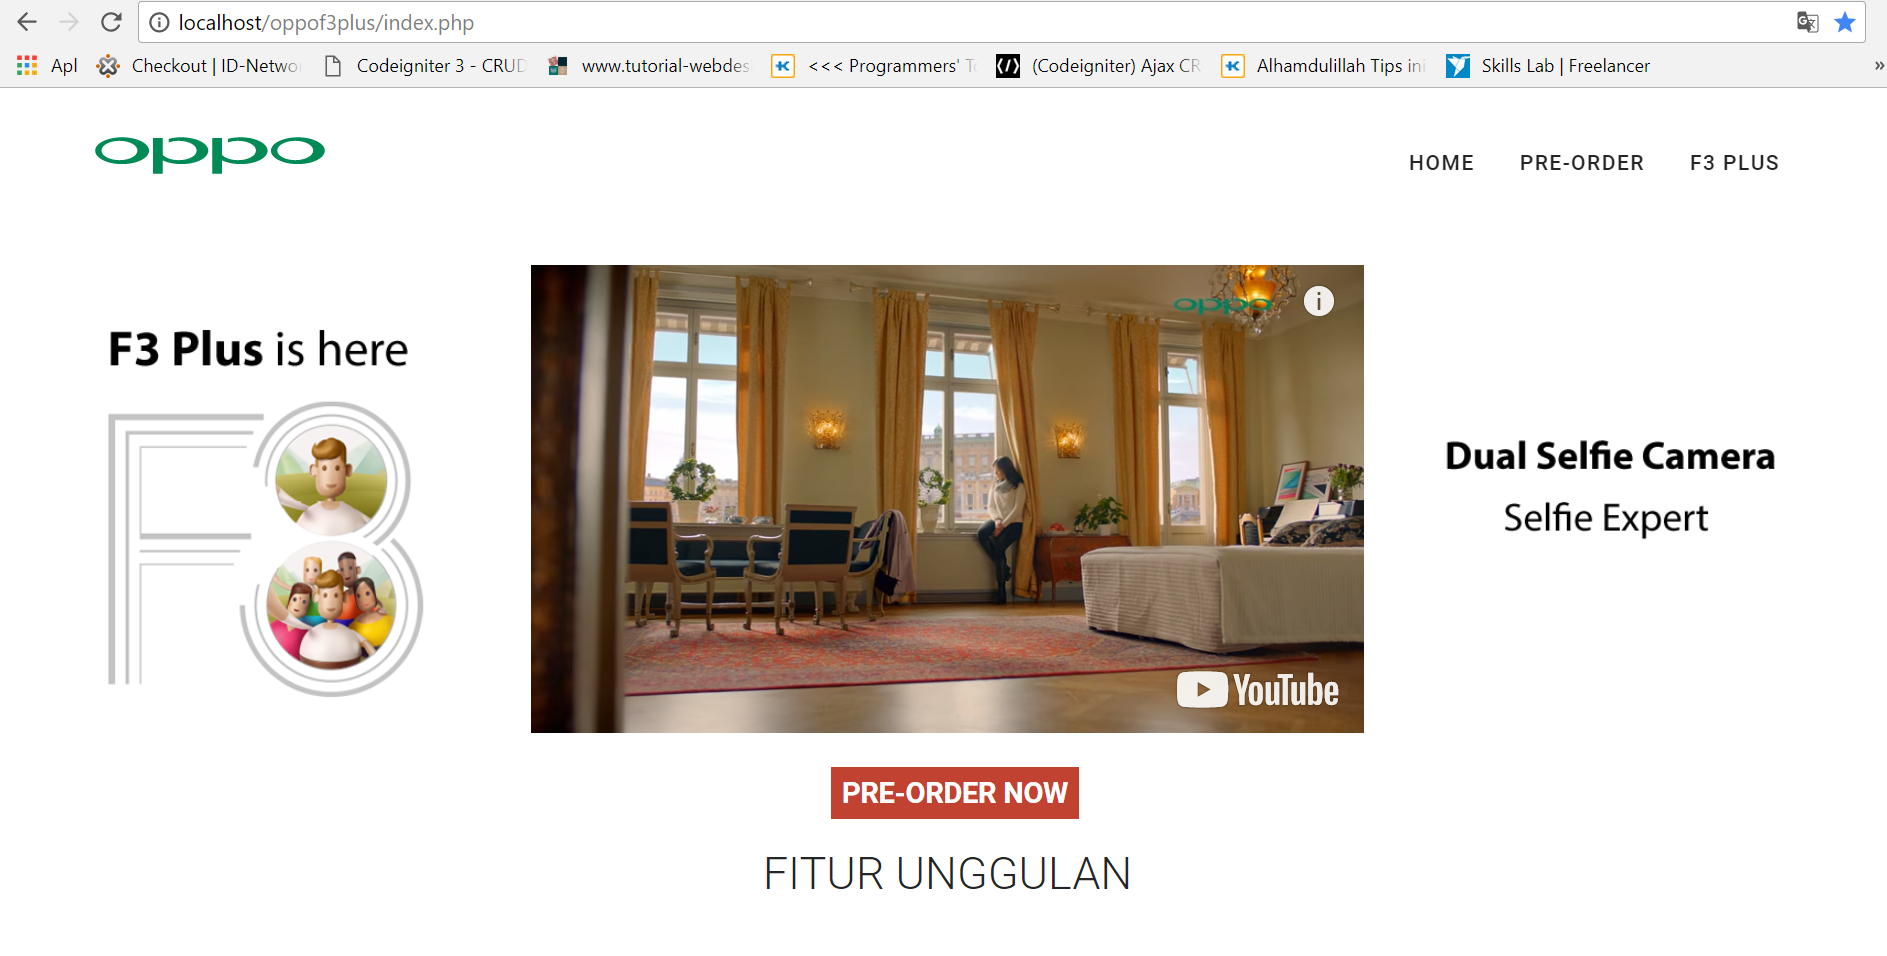 localhost/oppof3plus/index.php
Apl
Checkout | ID-Netwo
Codeigniter 3 - CRUD
www.tutorial-webdes
<<< Programmers' T
(Codeigniter) Ajax CR
Alhamdulillah Tips ini
Skills Lab | Freelancer
»
oppo
HOME PRE-ORDER F3 PLUS
F3 Plus is here
F3
oppo
i
Dual Selfie Camera
Selfie Expert
YouTube
PRE-ORDER NOW
FITUR UNGGULAN